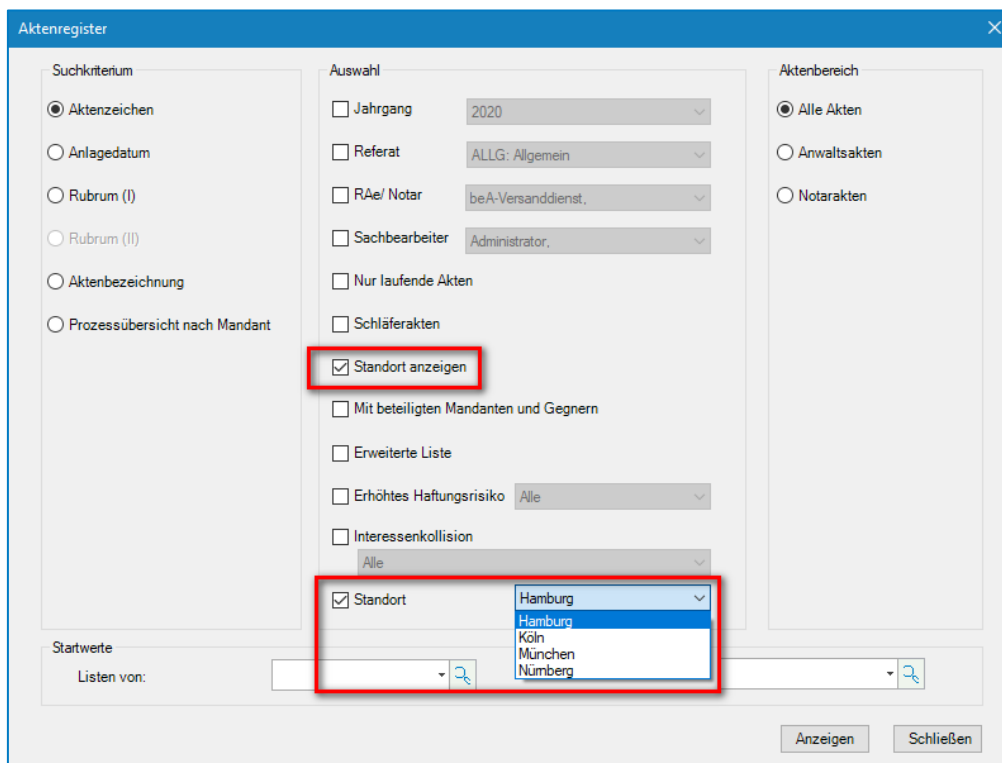 Aktenregister
Suchkriterium
Aktenzeichen
Anlagedatum
Rubrum (I)
Rubrum (II)
Aktenbezeichnung
Prozessübersicht nach Mandant
Auswahl
Jahrgang 2020
Referat ALLG: Allgemein
RAe/ Notar beA-Versanddienst,
Sachbearbeiter Administrator,
Nur laufende Akten
Schläferakten
Standort anzeigen
Mit beteiligten Mandanten und Gegnern
Erweiterte Liste
Erhöhtes Haftungsrisiko Alle
Interessenkollision
Alle
Standort Hamburg
Hamburg
Köln
München
Nürnberg
Aktenbereich
Alle Akten
Anwaltsakten
Notarakten
Startwerte
Listen von:
Anzeigen Schließen